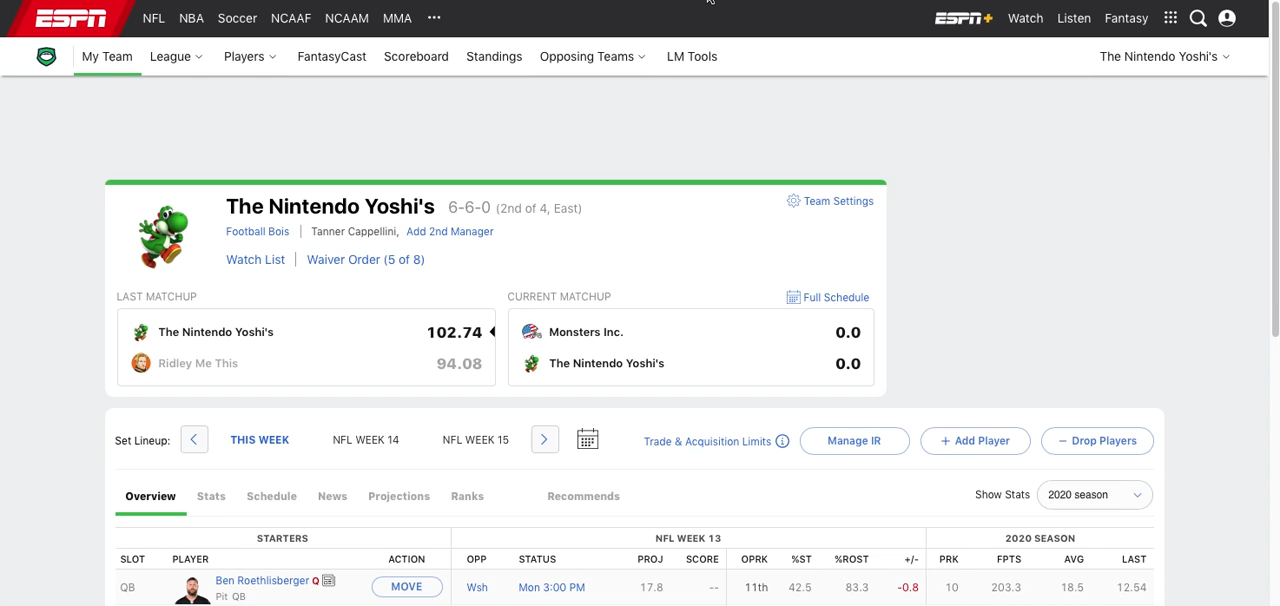 ESPN NFL NBA Soccer NCAAF NCAAM MMA ••• ESPN+ Watch Listen Fantasy
My Team League Players FantasyCast Scoreboard Standings Opposing Teams LM Tools The Nintendo Yoshi's
The Nintendo Yoshi's 6-6-0 (2nd of 4, East) Team Settings
Football Bois | Tanner Cappellini, Add 2nd Manager
Watch List | Waiver Order (5 of 8)
LAST MATCHUP CURRENT MATCHUP Full Schedule
The Nintendo Yoshi's 102.74 Monsters Inc. 0.0
Ridley Me This 94.08 The Nintendo Yoshi's 0.0
Set Lineup: THIS WEEK NFL WEEK 14 NFL WEEK 15 Trade & Acquisition Limits i Manage IR + Add Player − Drop Players
Overview Stats Schedule News Projections Ranks Recommends Show Stats 2020 season
STARTERS NFL WEEK 13 2020 SEASON
SLOT PLAYER ACTION OPP STATUS PROJ SCORE OPRK %ST %ROST +/- PRK FPTS AVG LAST
QB Ben Roethlisberger Q MOVE Wsh Mon 3:00 PM 17.8 -- 11th 42.5 83.3 -0.8 10 203.3 18.5 12.54
Pit QB